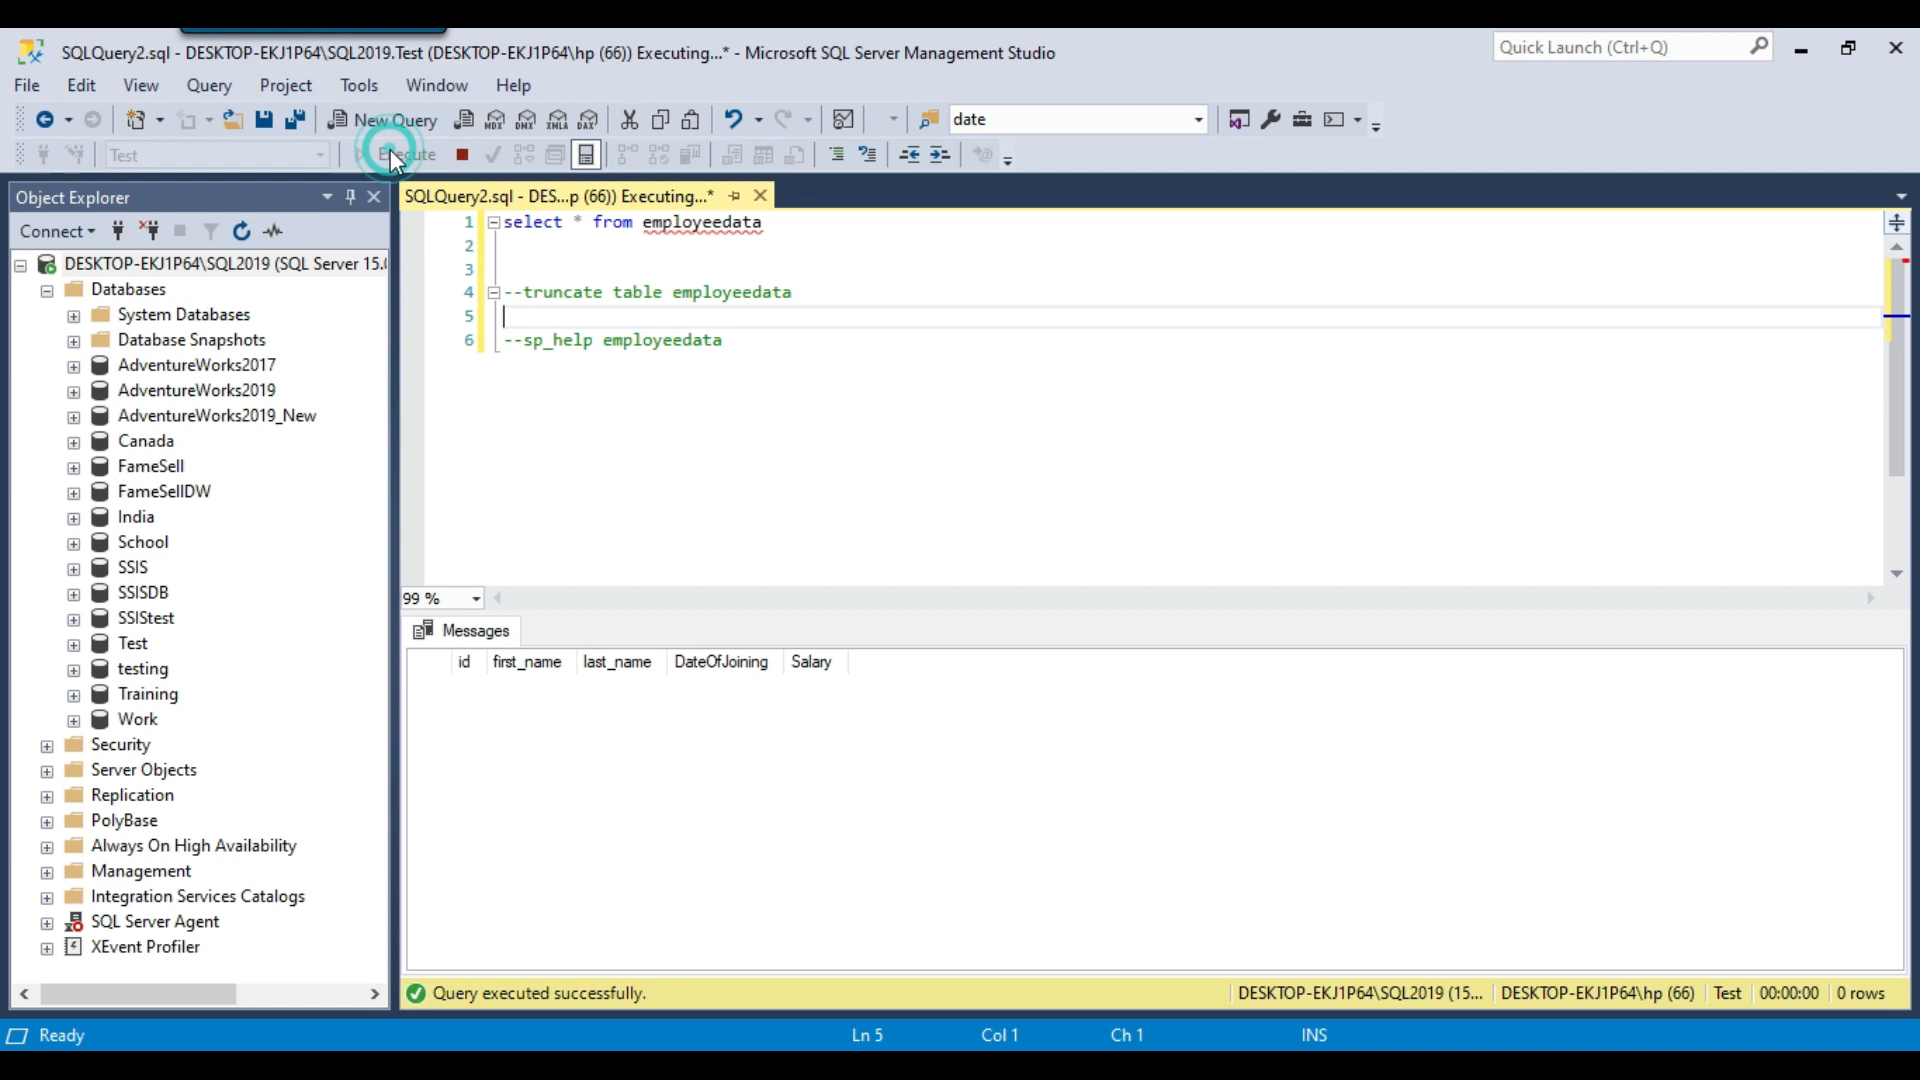 SQLQuery2.sql - DESKTOP-EKJ1P64\SQL2019.Test (DESKTOP-EKJ1P64\hp (66)) Executing...* - Microsoft SQL Server Management Studio
Quick Launch (Ctrl+Q)
File Edit View Query Project Tools Window Help
New Query
MDX
DMX
XMLA
DAX
date
Test
Execute
Object Explorer
SQLQuery2.sql - DES...p (66)) Executing...*
Connect
DESKTOP-EKJ1P64\SQL2019 (SQL Server 15.0
Databases
System Databases
Database Snapshots
AdventureWorks2017
AdventureWorks2019
AdventureWorks2019_New
Canada
FameSell
FameSellDW
India
School
SSIS
SSISDB
SSIStest
Test
testing
Training
Work
Security
Server Objects
Replication
PolyBase
Always On High Availability
Management
Integration Services Catalogs
SQL Server Agent
XEvent Profiler
1 select * from employeedata
2
3
4 --truncate table employeedata
5
6 --sp_help employeedata
99 %
Messages
id first_name last_name DateOfJoining Salary
Query executed successfully.
DESKTOP-EKJ1P64\SQL2019 (15... DESKTOP-EKJ1P64\hp (66) Test 00:00:00 0 rows
Ready Ln 5 Col 1 Ch 1 INS